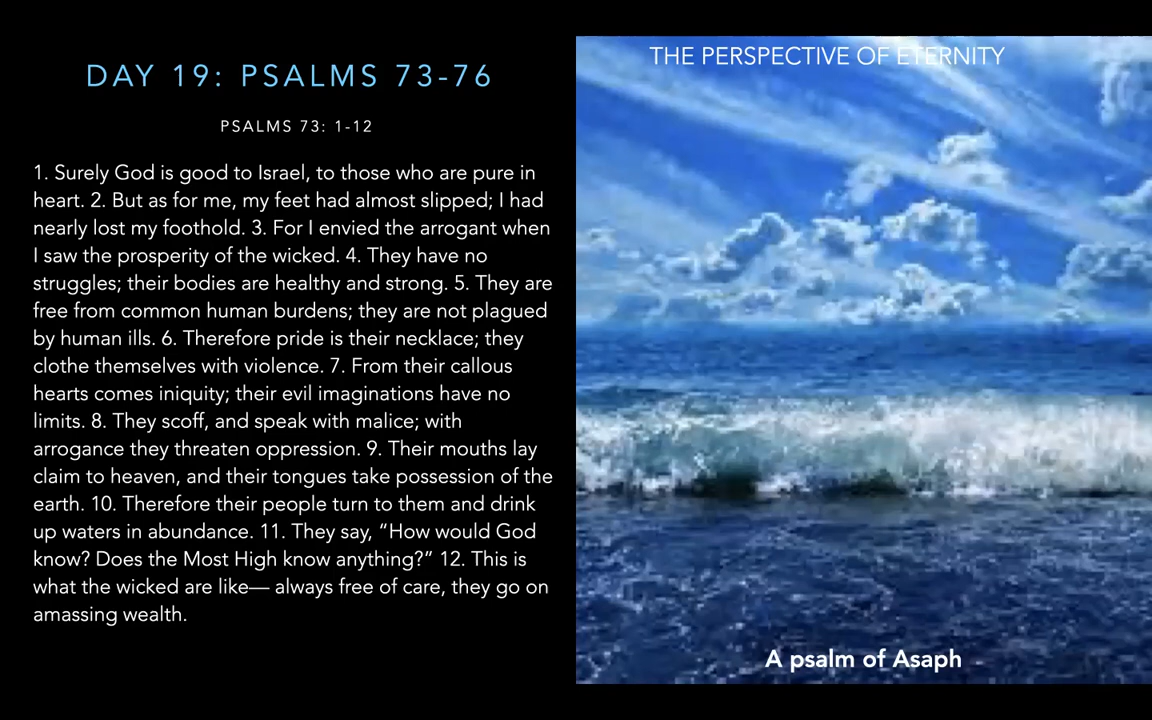 DAY 19: PSALMS 73-76
PSALMS 73: 1-12
1. Surely God is good to Israel, to those who are pure in
heart. 2. But as for me, my feet had almost slipped; I had
nearly lost my foothold. 3. For I envied the arrogant when
I saw the prosperity of the wicked. 4. They have no
struggles; their bodies are healthy and strong. 5. They are
free from common human burdens; they are not plagued
by human ills. 6. Therefore pride is their necklace; they
clothe themselves with violence. 7. From their callous
hearts comes iniquity; their evil imaginations have no
limits. 8. They scoff, and speak with malice; with
arrogance they threaten oppression. 9. Their mouths lay
claim to heaven, and their tongues take possession of the
earth. 10. Therefore their people turn to them and drink
up waters in abundance. 11. They say, “How would God
know? Does the Most High know anything?” 12. This is
what the wicked are like— always free of care, they go on
amassing wealth.
THE PERSPECTIVE OF ETERNITY
A psalm of Asaph